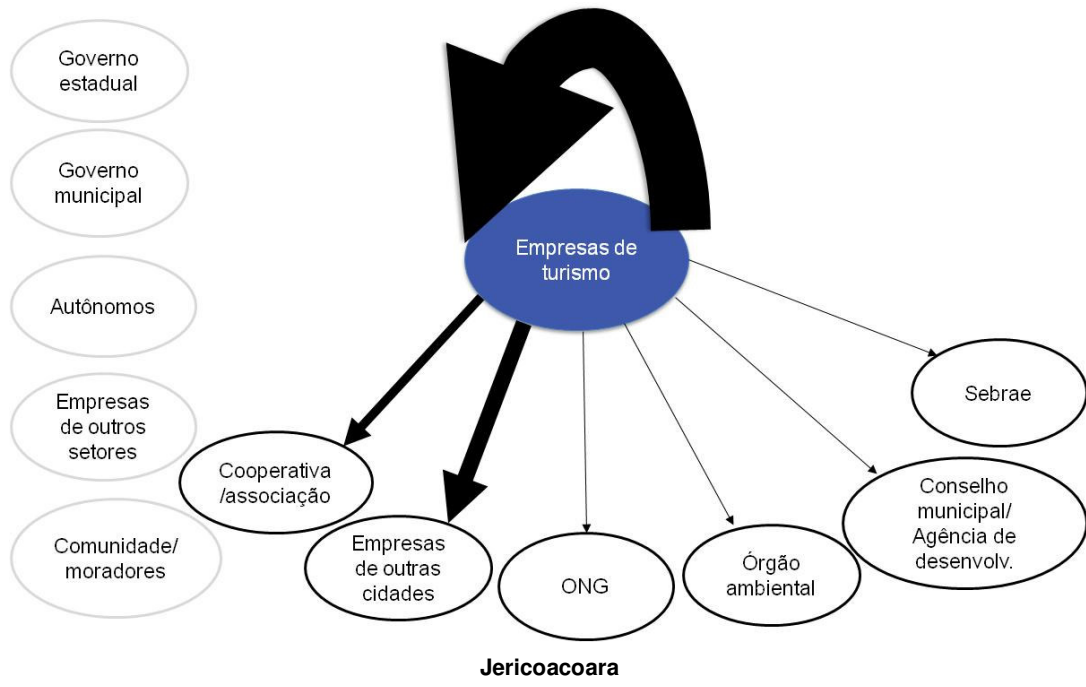 Governo
estadual
Governo
municipal
Autônomos
Empresas
de outros
setores
Comunidade/
moradores
Empresas de
turismo
Cooperativa
/associação
Empresas
de outras
cidades
ONG
Órgão
ambiental
Conselho
municipal/
Agência de
desenvolv.
Sebrae
Jericoacoara